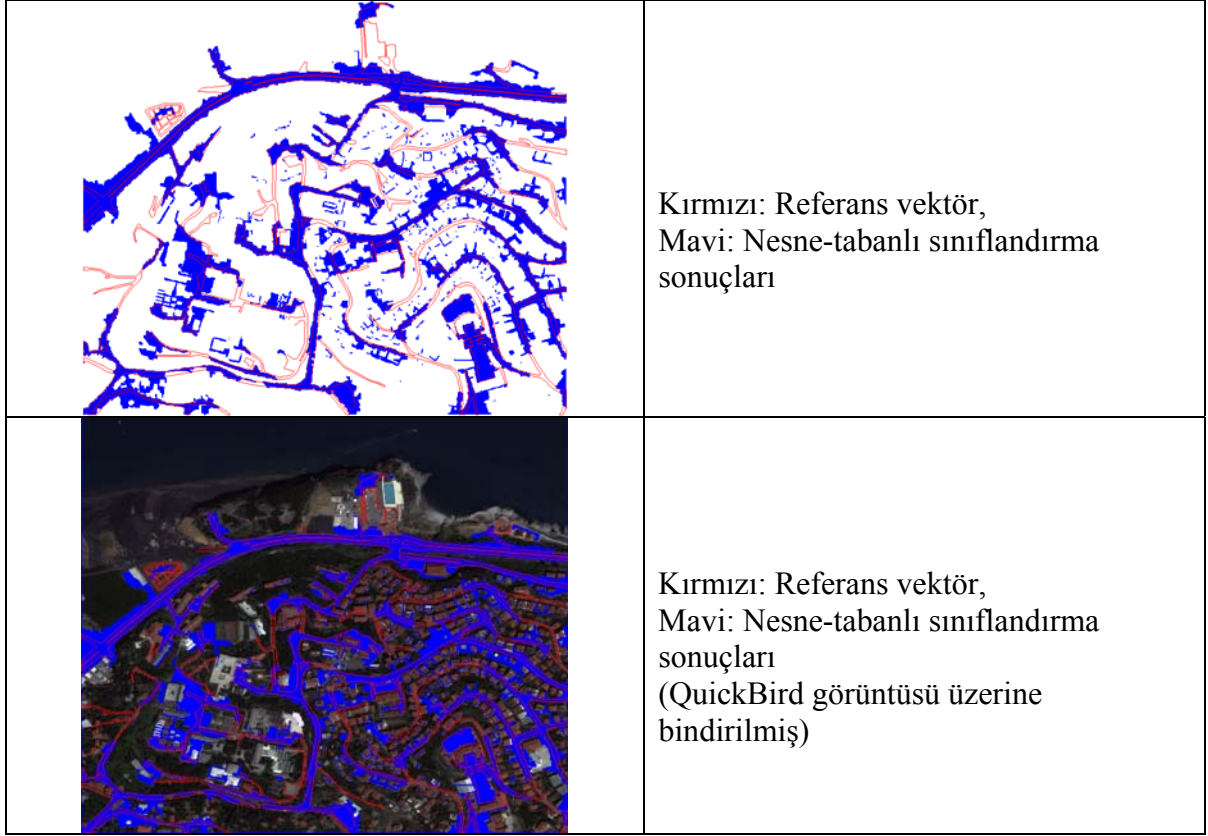 Kırmızı: Referans vektör,
Mavi: Nesne-tabanlı sınıflandırma
sonuçları
Kırmızı: Referans vektör,
Mavi: Nesne-tabanlı sınıflandırma
sonuçları
(QuickBird görüntüsü üzerine
bindirilmiş)